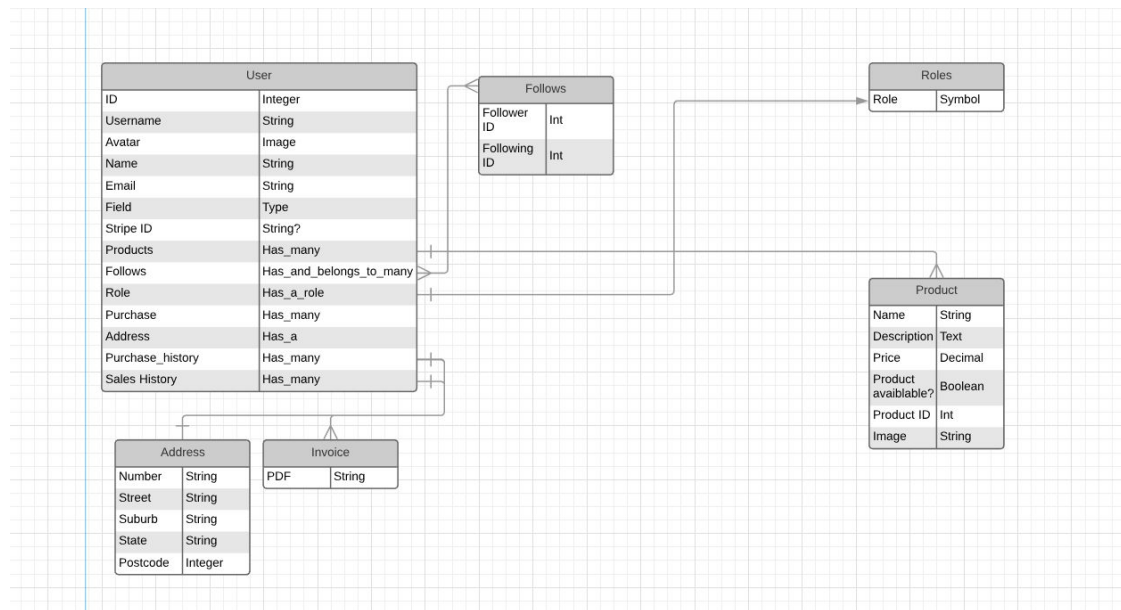 User
ID Integer
Username String
Avatar Image
Name String
Email String
Field Type
Stripe ID String?
Products Has_many
Follows Has_and_belongs_to_many
Role Has_a_role
Purchase Has_many
Address Has_a
Purchase_history Has_many
Sales History Has_many
Follows
Follower
ID Int
Following
ID Int
Roles
Role Symbol
Product
Name String
Description Text
Price Decimal
Product
avaiblable? Boolean
Product ID Int
Image String
Address
Number String
Street String
Suburb String
State String
Postcode Integer
Invoice
PDF String